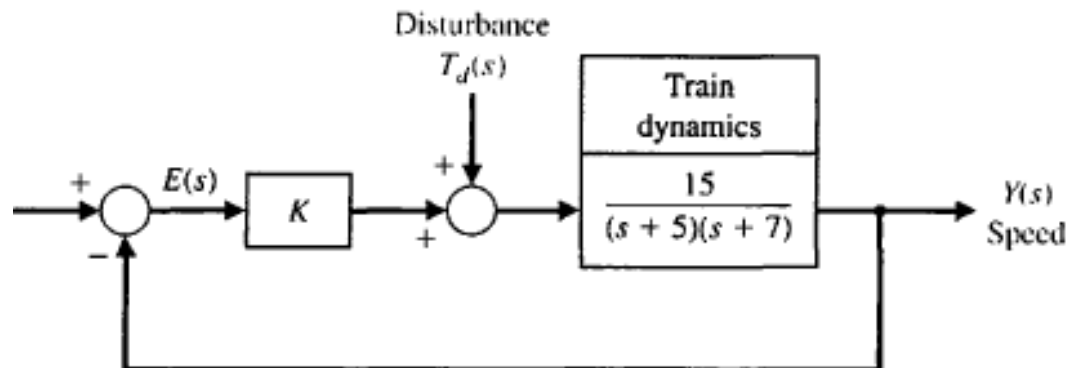 Disturbance
T_d(s)
Train
dynamics
+
E(s)
K
+
+
15
(s + 5)(s + 7)
Y(s)
Speed
−